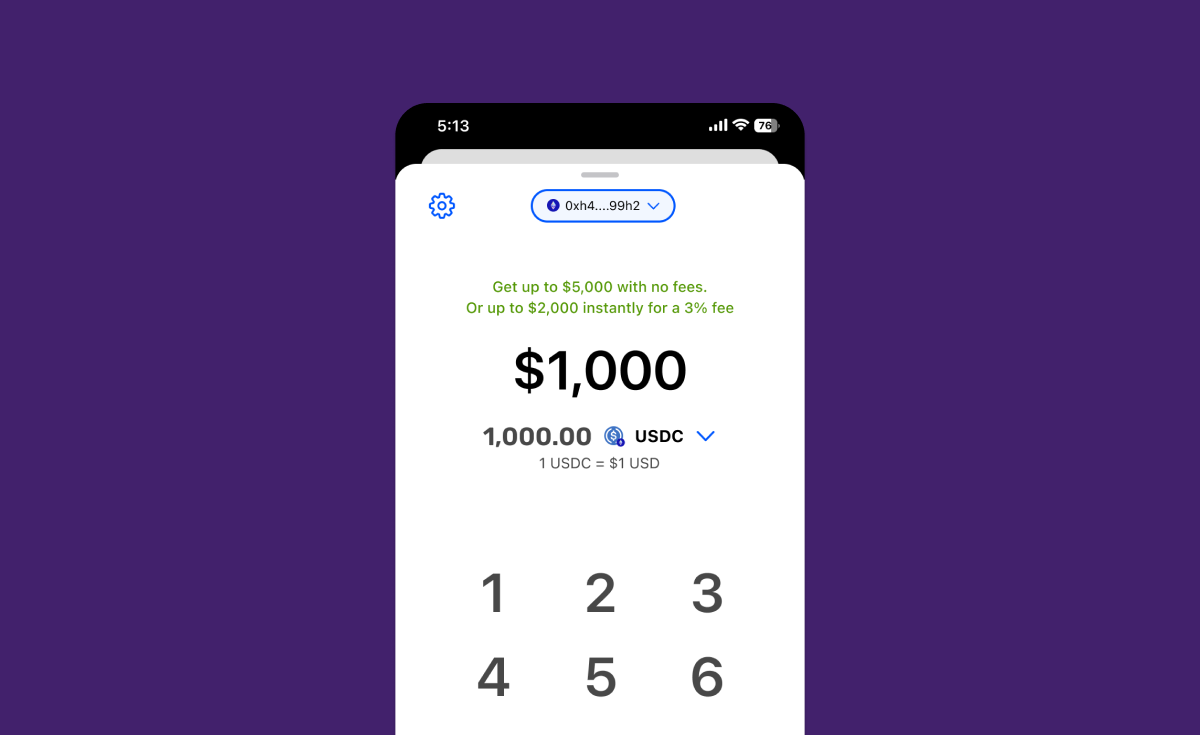 5:13
76
0xh4....99h2
Get up to $5,000 with no fees.
Or up to $2,000 instantly for a 3% fee
$1,000
1,000.00 USDC
1 USDC = $1 USD
1 2 3
4 5 6